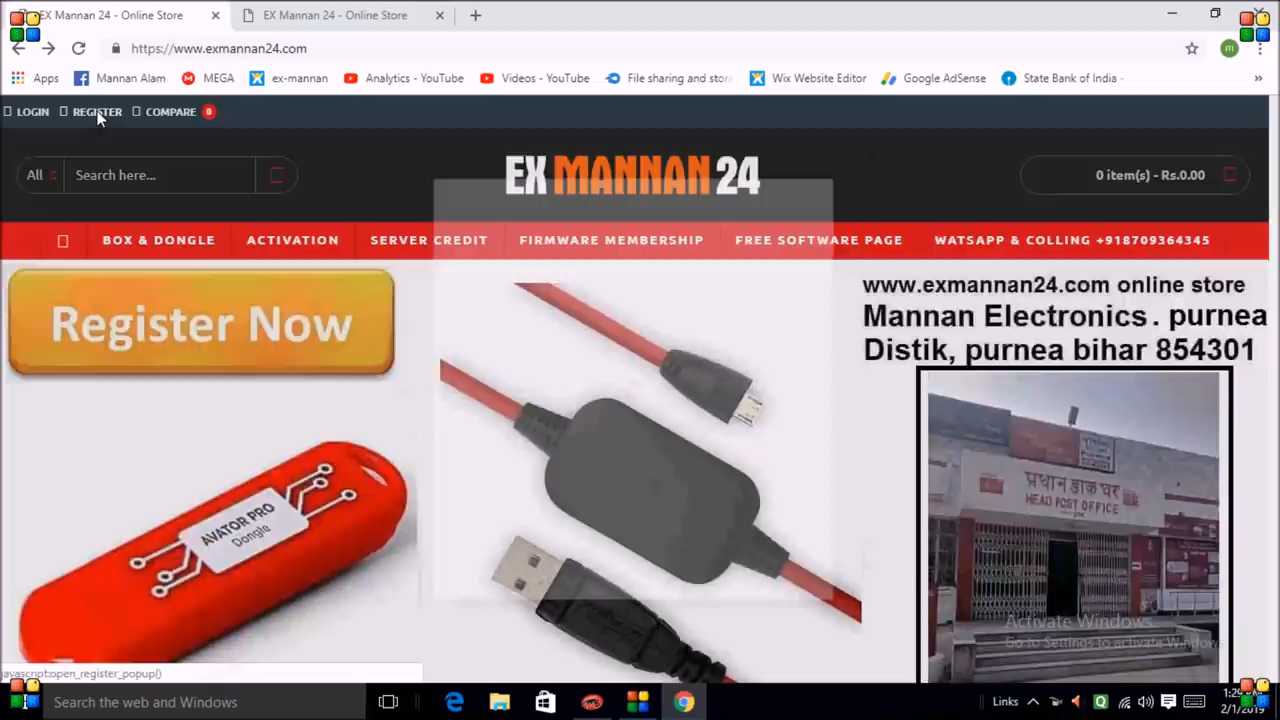 EX Mannan 24 - Online Store
EX Mannan 24 - Online Store
https://www.exmannan24.com
m
Apps
Mannan Alam
MEGA
ex-mannan
Analytics - YouTube
Videos - YouTube
File sharing and stor
Wix Website Editor
Google AdSense
State Bank of India -
LOGIN
REGISTER
COMPARE 0
All
Search here...
EX MANNAN 24
0 item(s) - Rs.0.00
BOX & DONGLE
ACTIVATION
SERVER CREDIT
FIRMWARE MEMBERSHIP
FREE SOFTWARE PAGE
WATSAPP & COLLING +918709364345
Register Now
www.exmannan24.com online store
Mannan Electronics . purnea
Distik, purnea bihar 854301
AVATOR PRO
Dongle
प्रधान डाक घर
HEAD POST OFFICE
Activate Windows
Go to Settings to activate Windows
javascript:open_register_popup()
Search the web and Windows
Links
2/1/2019